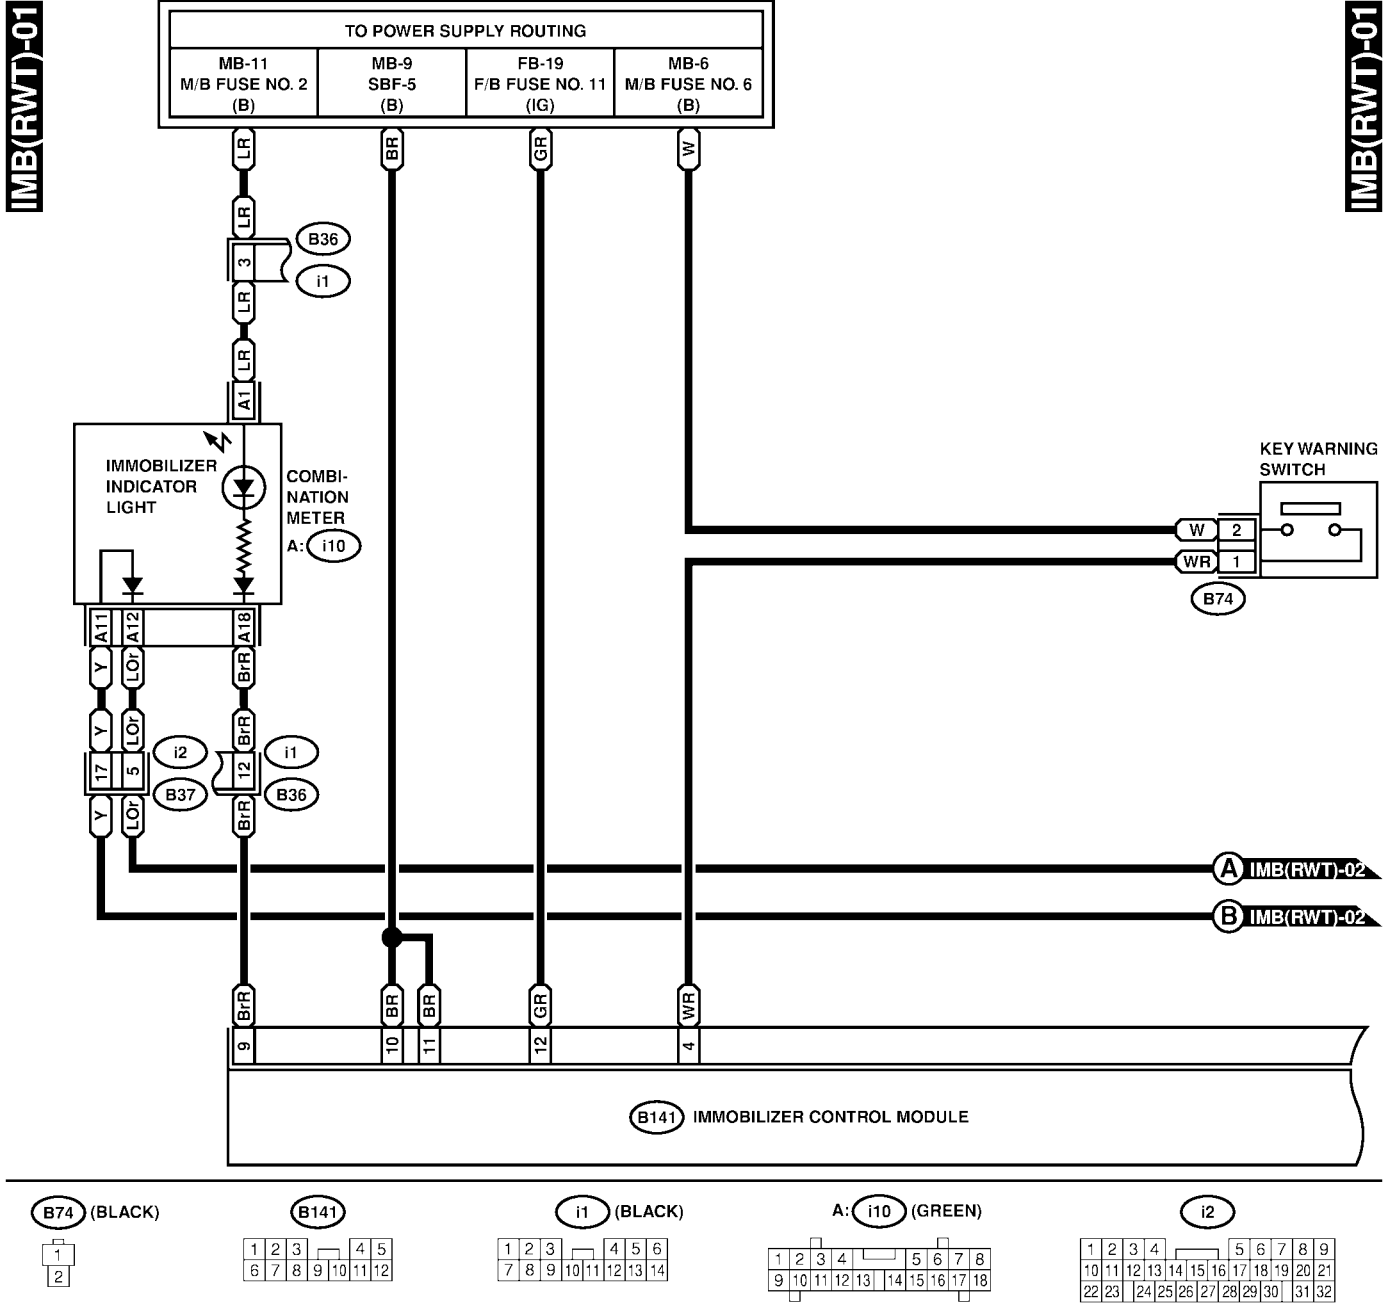 IMB(RWT)-01
IMB(RWT)-01
TO POWER SUPPLY ROUTING
MB-11
M/B FUSE NO. 2
(B)
MB-9
SBF-5
(B)
FB-19
F/B FUSE NO. 11
(IG)
MB-6
M/B FUSE NO. 6
(B)
LR
BR
GR
W
LR
3
B36
i1
LR
LR
A1
IMMOBILIZER
INDICATOR
LIGHT
COMBI-
NATION
METER
A: i10
KEY WARNING
SWITCH
W 2
WR 1
B74
A11 A12 A18
Y LOr BrR
Y LOr BrR
17 5 i2 12 i1
B37 B36
Y LOr BrR
A IMB(RWT)-02
B IMB(RWT)-02
BrR BR BR GR WR
9 10 11 12 4
B141 IMMOBILIZER CONTROL MODULE
B74 (BLACK)
1
2
B141
1 2 3 4 5
6 7 8 9 10 11 12
i1 (BLACK)
1 2 3 4 5 6
7 8 9 10 11 12 13 14
A: i10 (GREEN)
1 2 3 4 5 6 7 8
9 10 11 12 13 14 15 16 17 18
i2
1 2 3 4 5 6 7 8 9
10 11 12 13 14 15 16 17 18 19 20 21
22 23 24 25 26 27 28 29 30 31 32